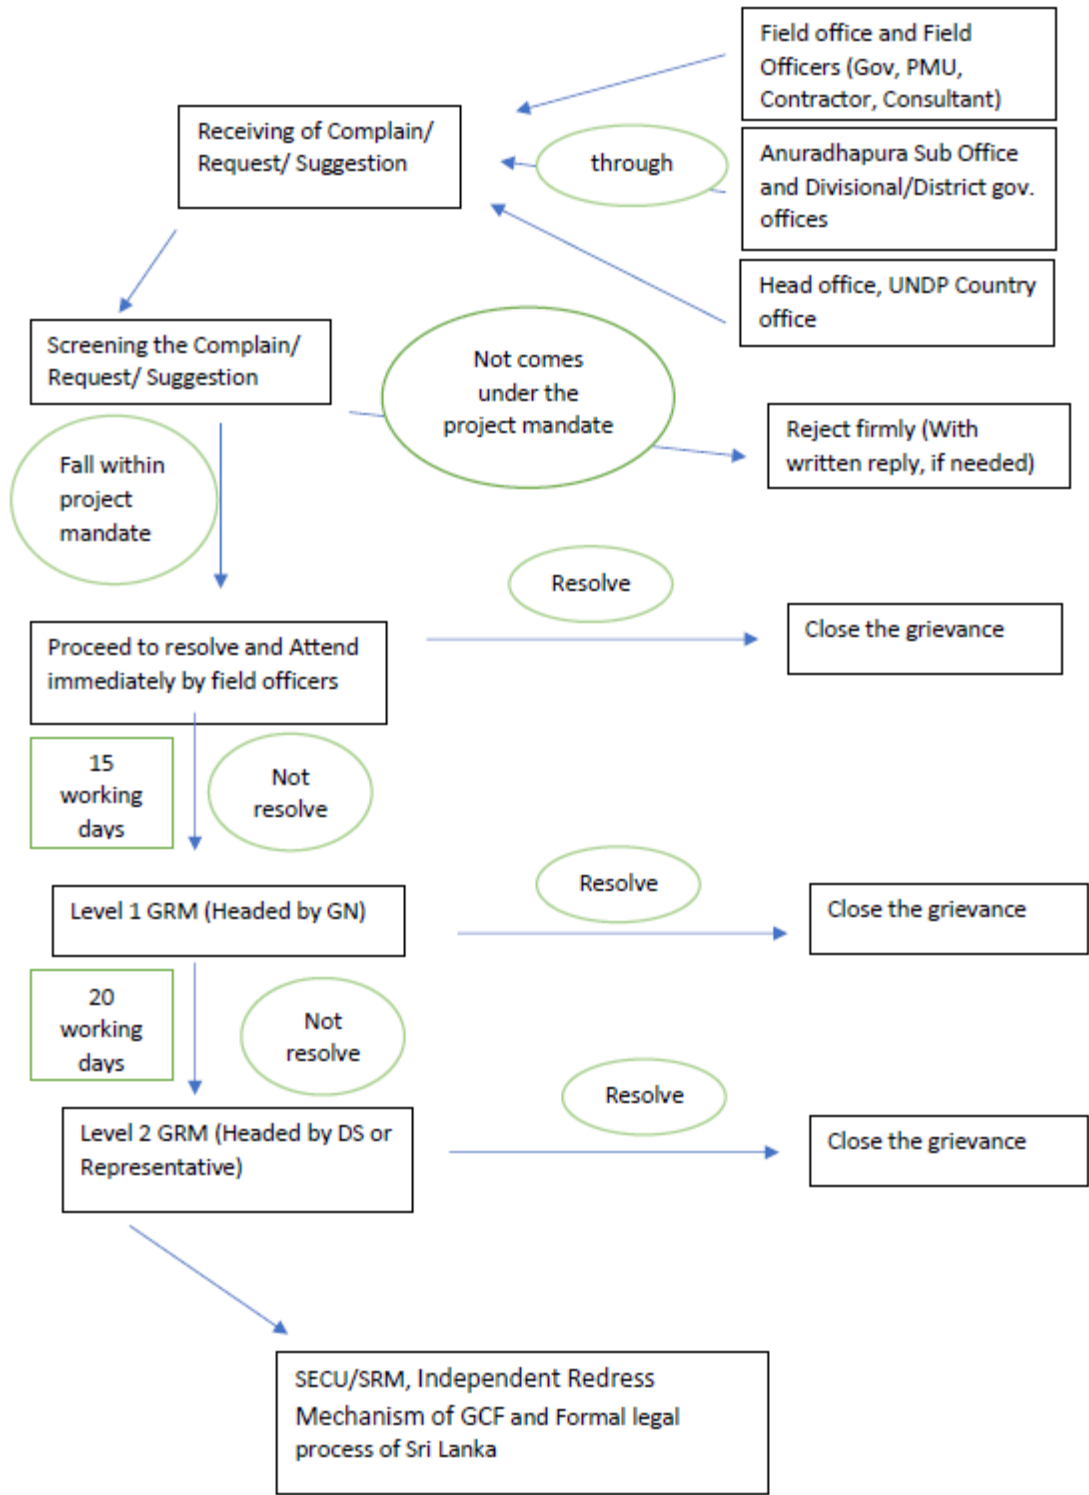 Field office and Field
Officers (Gov, PMU,
Contractor, Consultant)
Receiving of Complain/
Request/ Suggestion
through
Anuradhapura Sub Office
and Divisional/District gov.
offices
Head office, UNDP Country
office
Screening the Complain/
Request/ Suggestion
Not comes
under the
project mandate
Reject firmly (With
written reply, if needed)
Fall within
project
mandate
Resolve
Proceed to resolve and Attend
immediately by field officers
Close the grievance
15
working
days
Not
resolve
Resolve
Level 1 GRM (Headed by GN)
Close the grievance
20
working
days
Not
resolve
Resolve
Level 2 GRM (Headed by DS or
Representative)
Close the grievance
SECU/SRM, Independent Redress
Mechanism of GCF and Formal legal
process of Sri Lanka